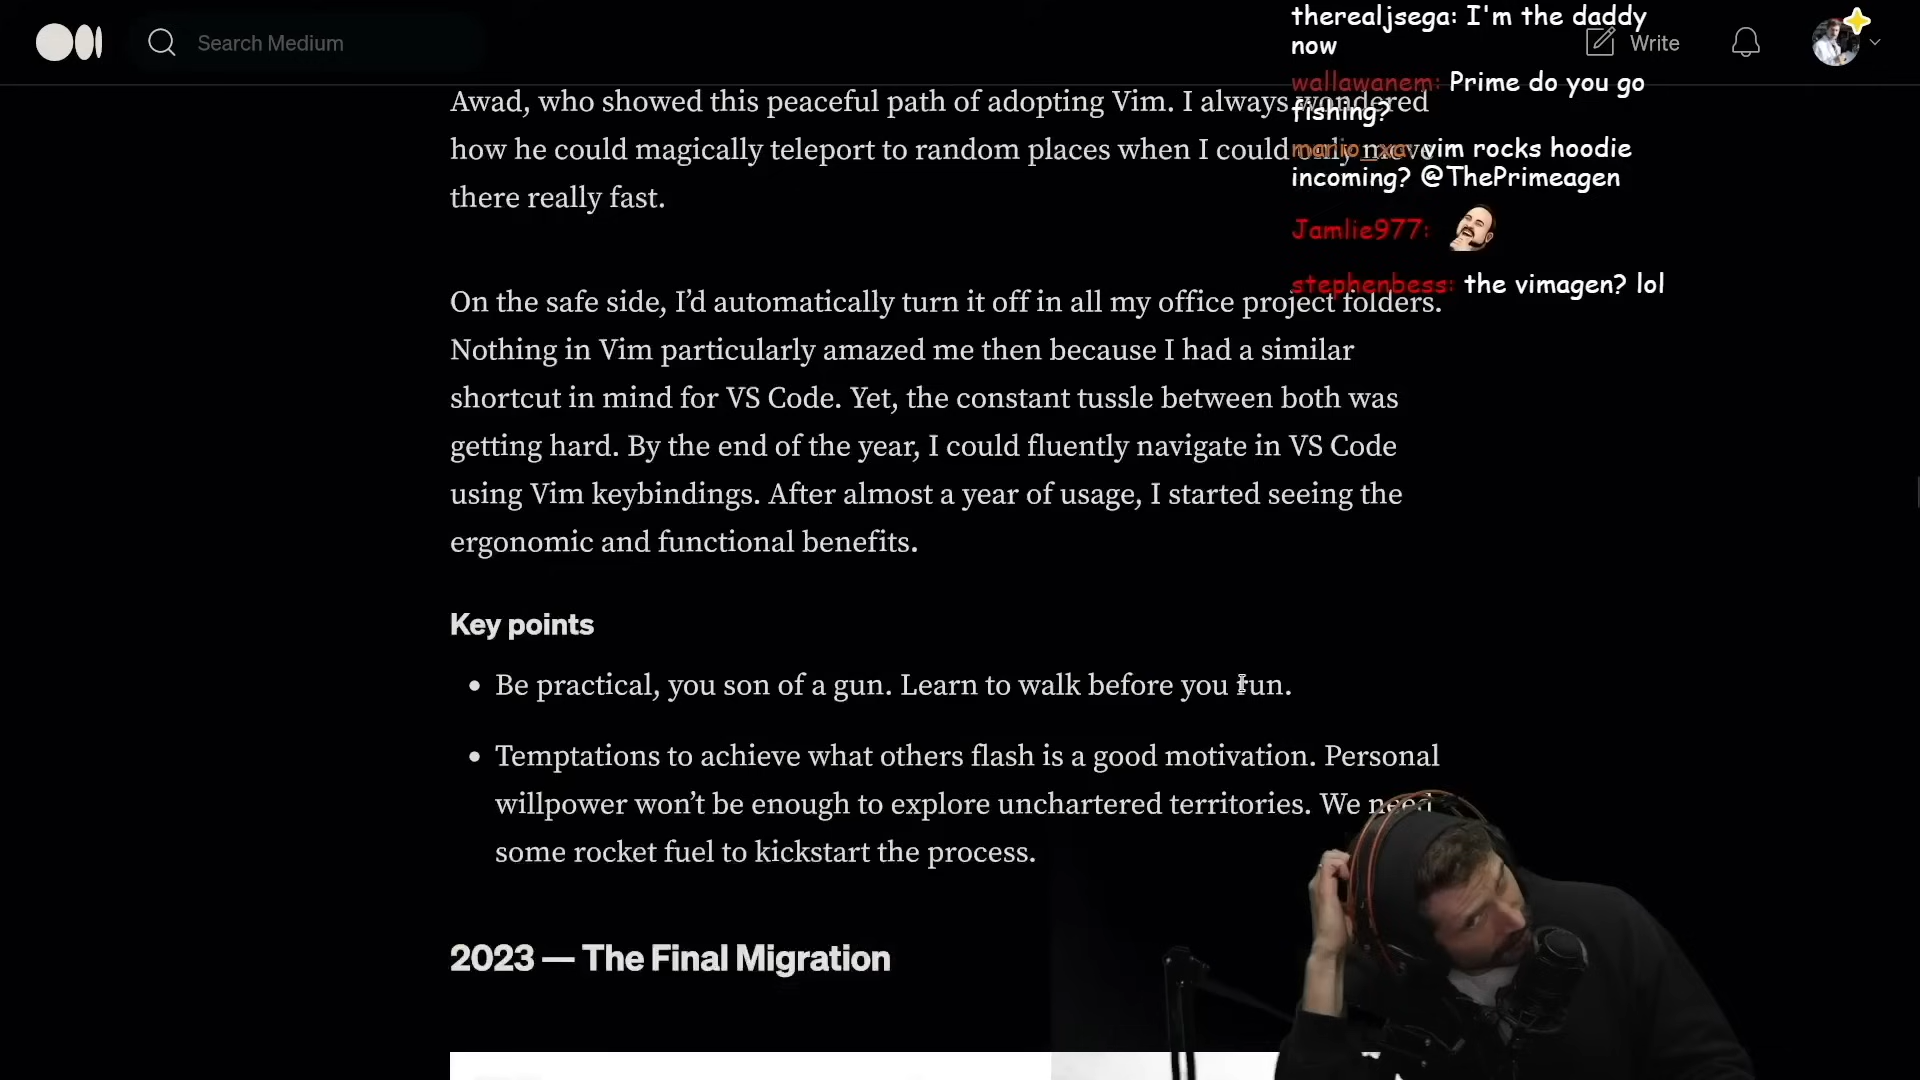 Search Medium
Write
Awad, who showed this peaceful path of adopting Vim. I always wondered
how he could magically teleport to random places when I could only move
there really fast.
On the safe side, I’d automatically turn it off in all my office project folders.
Nothing in Vim particularly amazed me then because I had a similar
shortcut in mind for VS Code. Yet, the constant tussle between both was
getting hard. By the end of the year, I could fluently navigate in VS Code
using Vim keybindings. After almost a year of usage, I started seeing the
ergonomic and functional benefits.
Key points
Be practical, you son of a gun. Learn to walk before you run.
Temptations to achieve what others flash is a good motivation. Personal
willpower won’t be enough to explore unchartered territories. We need
some rocket fuel to kickstart the process.
2023 — The Final Migration
therealjsega: I'm the daddy
now
wallawanem: Prime do you go
fishing?
vim rocks hoodie
incoming? @ThePrimeagen
Jamlie977:
stephenbess: the vimagen? lol